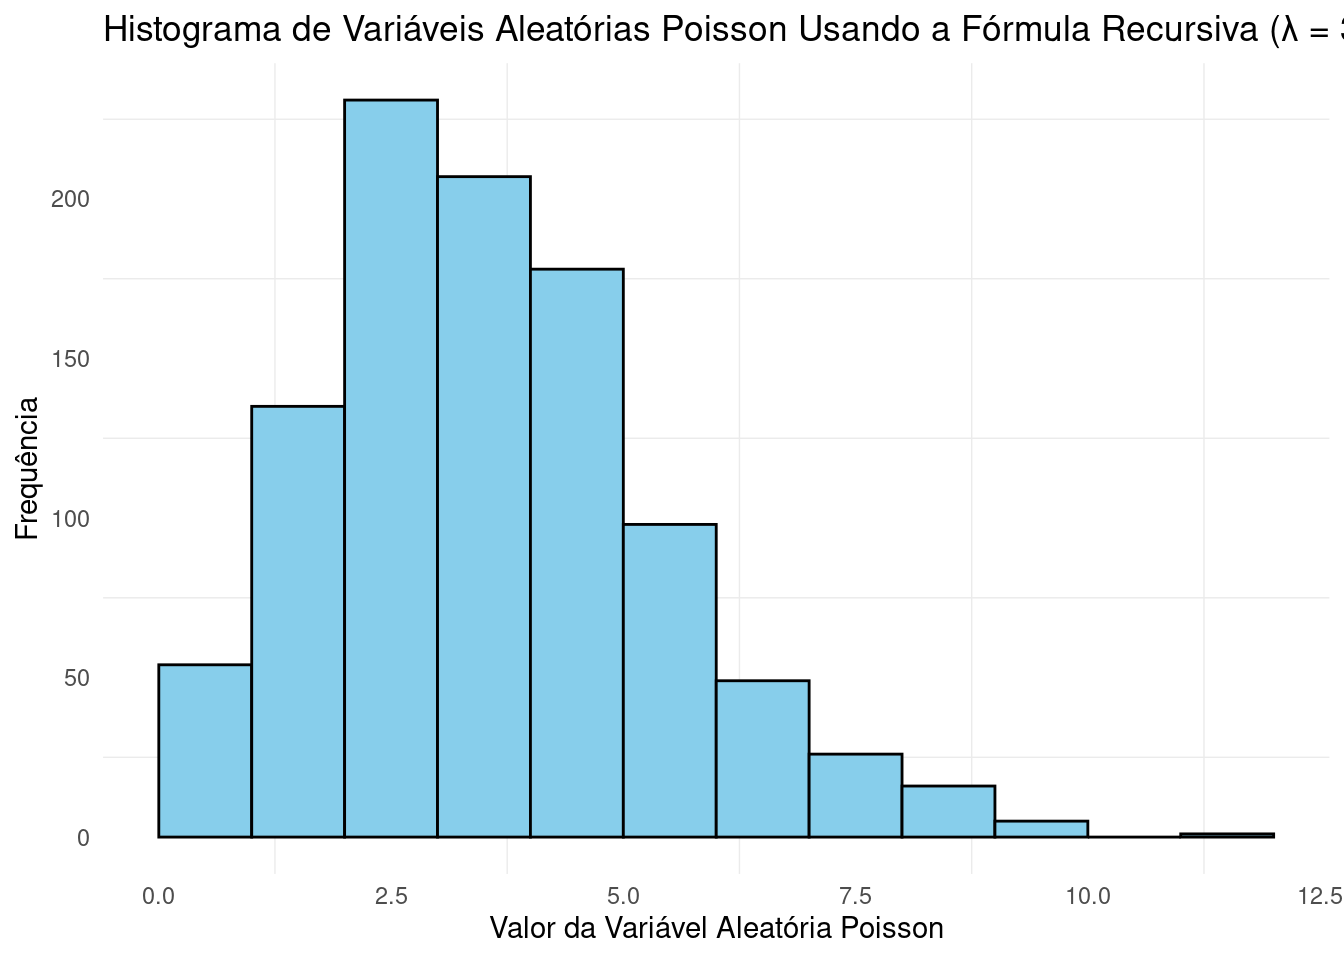 Histograma de Variáveis Aleatórias Poisson Usando a Fórmula Recursiva (λ =
200
150
100
50
0
Frequência
0.0 2.5 5.0 7.5 10.0 12.5
Valor da Variável Aleatória Poisson